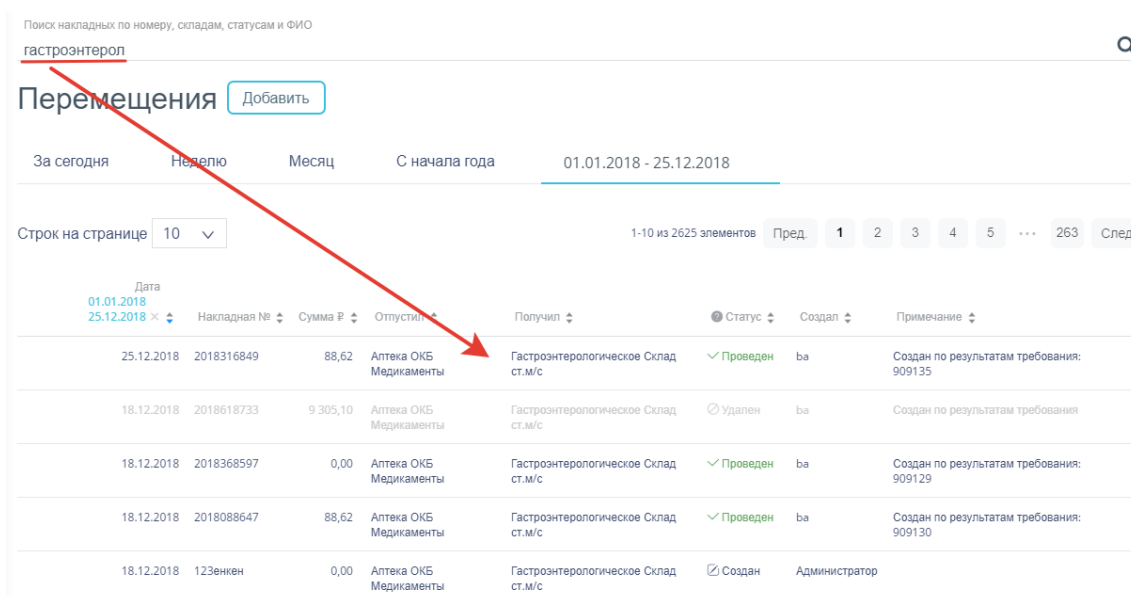 Поиск накладных по номеру, складам, статусам и ФИО
гастроэнтерол
Перемещения Добавить
За сегодня Неделю Месяц С начала года 01.01.2018 - 25.12.2018
Строк на странице 10 1-10 из 2625 элементов Пред. 1 2 3 4 5 ••• 263 След
Дата
01.01.2018
25.12.2018 Накладная № Сумма ₽ Отпустил Получил Статус Создал Примечание
25.12.2018 2018316849 88,62 Аптека ОКБ Гастроэнтерологическое Склад Проведен ba Создан по результатам требования:
Медикаменты ст.м/с 909135
18.12.2018 2018618733 9 305,10 Аптека ОКБ Гастроэнтерологическое Склад Удален ba Создан по результатам требования
Медикаменты ст.м/с
18.12.2018 2018368597 0,00 Аптека ОКБ Гастроэнтерологическое Склад Проведен ba Создан по результатам требования:
Медикаменты ст.м/с 909129
18.12.2018 2018088647 88,62 Аптека ОКБ Гастроэнтерологическое Склад Проведен ba Создан по результатам требования:
Медикаменты ст.м/с 909130
18.12.2018 123енкен 0,00 Аптека ОКБ Гастроэнтерологическое Склад Создан Администратор
Медикаменты ст.м/с